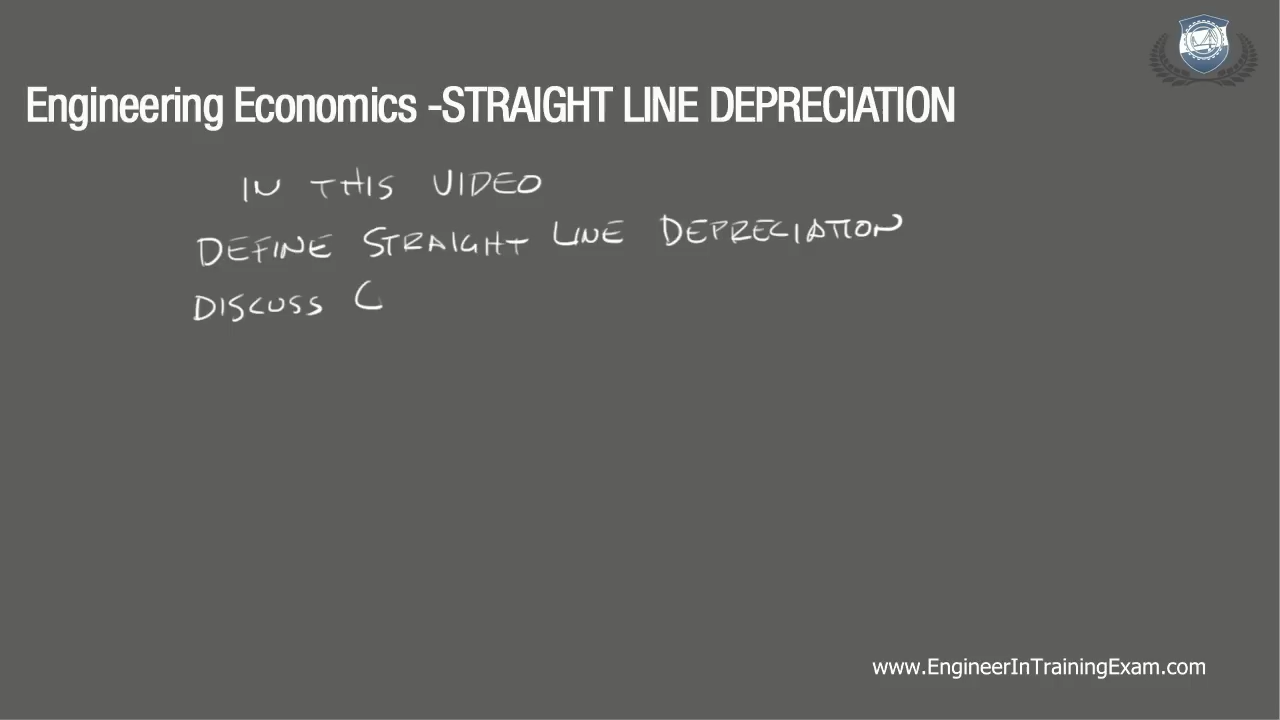 Engineering Economics -STRAIGHT LINE DEPRECIATION
IN THIS VIDEO
DEFINE STRAIGHT LINE DEPRECIATION
DISCUSS C
www.EngineerInTrainingExam.com